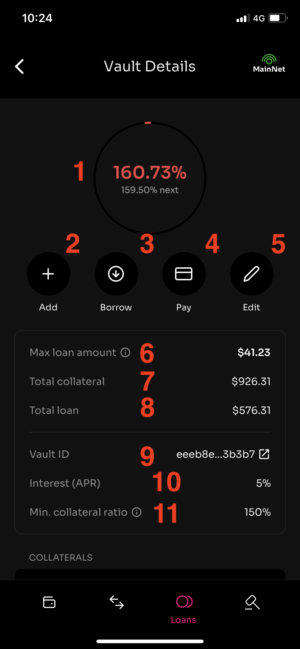 10:24
4G
Vault Details
MainNet
1
160.73%
159.50% next
2
3
4
5
Add
Borrow
Pay
Edit
Max loan amount 6 $41.23
Total collateral 7 $926.31
Total loan 8 $576.31
Vault ID 9 eeeb8e...3b3b7
Interest (APR) 10 5%
Min. collateral ratio 11 150%
COLLATERALS
Loans